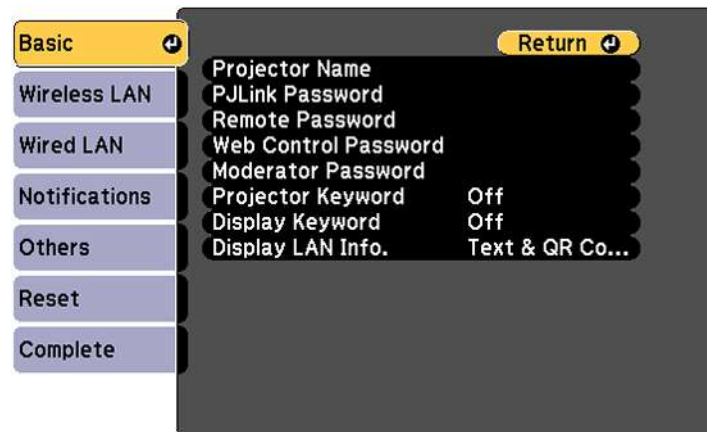 Basic
Wireless LAN
Wired LAN
Notifications
Others
Reset
Complete
Return
Projector Name
PJLink Password
Remote Password
Web Control Password
Moderator Password
Projector Keyword Off
Display Keyword Off
Display LAN Info. Text & QR Co...